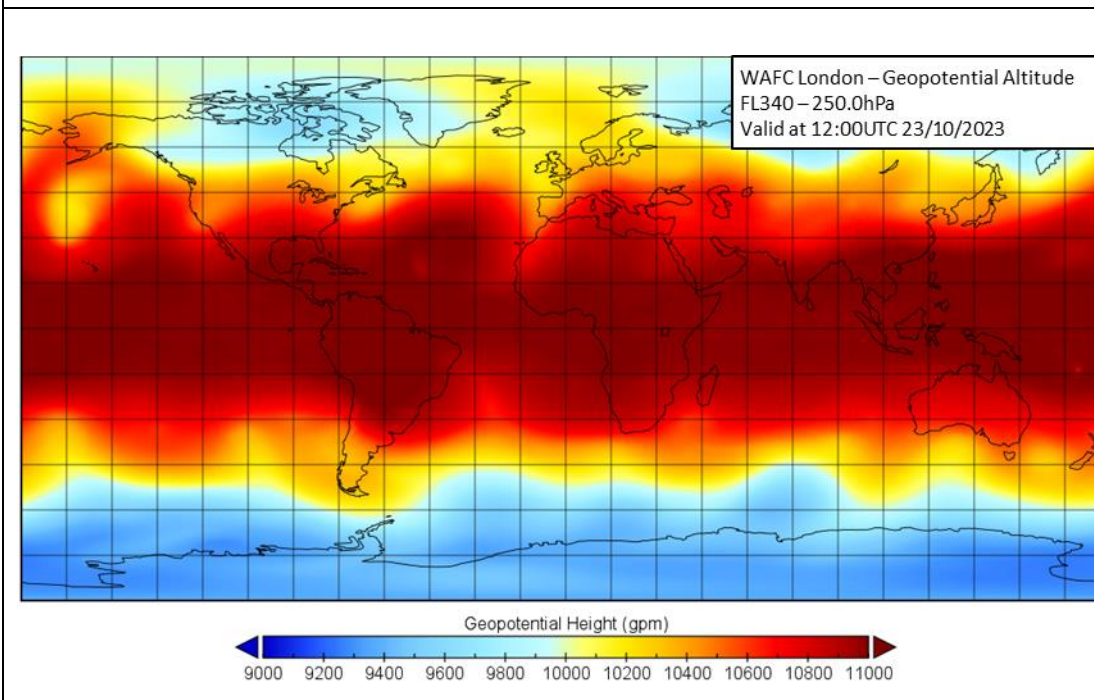 WAFC London – Geopotential Altitude
FL340 – 250.0hPa
Valid at 12:00UTC 23/10/2023
Geopotential Height (gpm)
9000 9200 9400 9600 9800 10000 10200 10400 10600 10800 11000